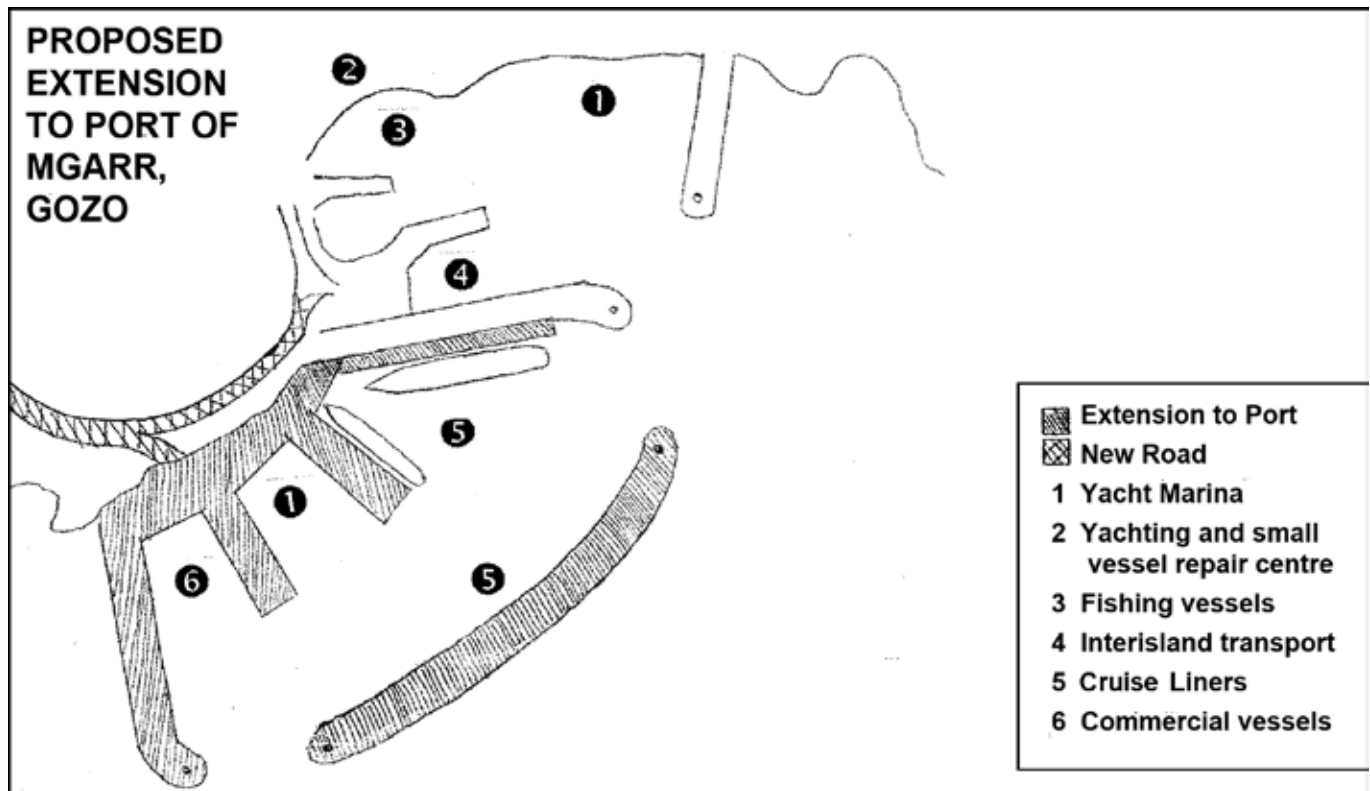 PROPOSED
EXTENSION
TO PORT OF
MGARR,
GOZO
2
1
3
4
5
1
6
5
Extension to Port
New Road
1 Yacht Marina
2 Yachting and small
vessel repair centre
3 Fishing vessels
4 Interisland transport
5 Cruise Liners
6 Commercial vessels